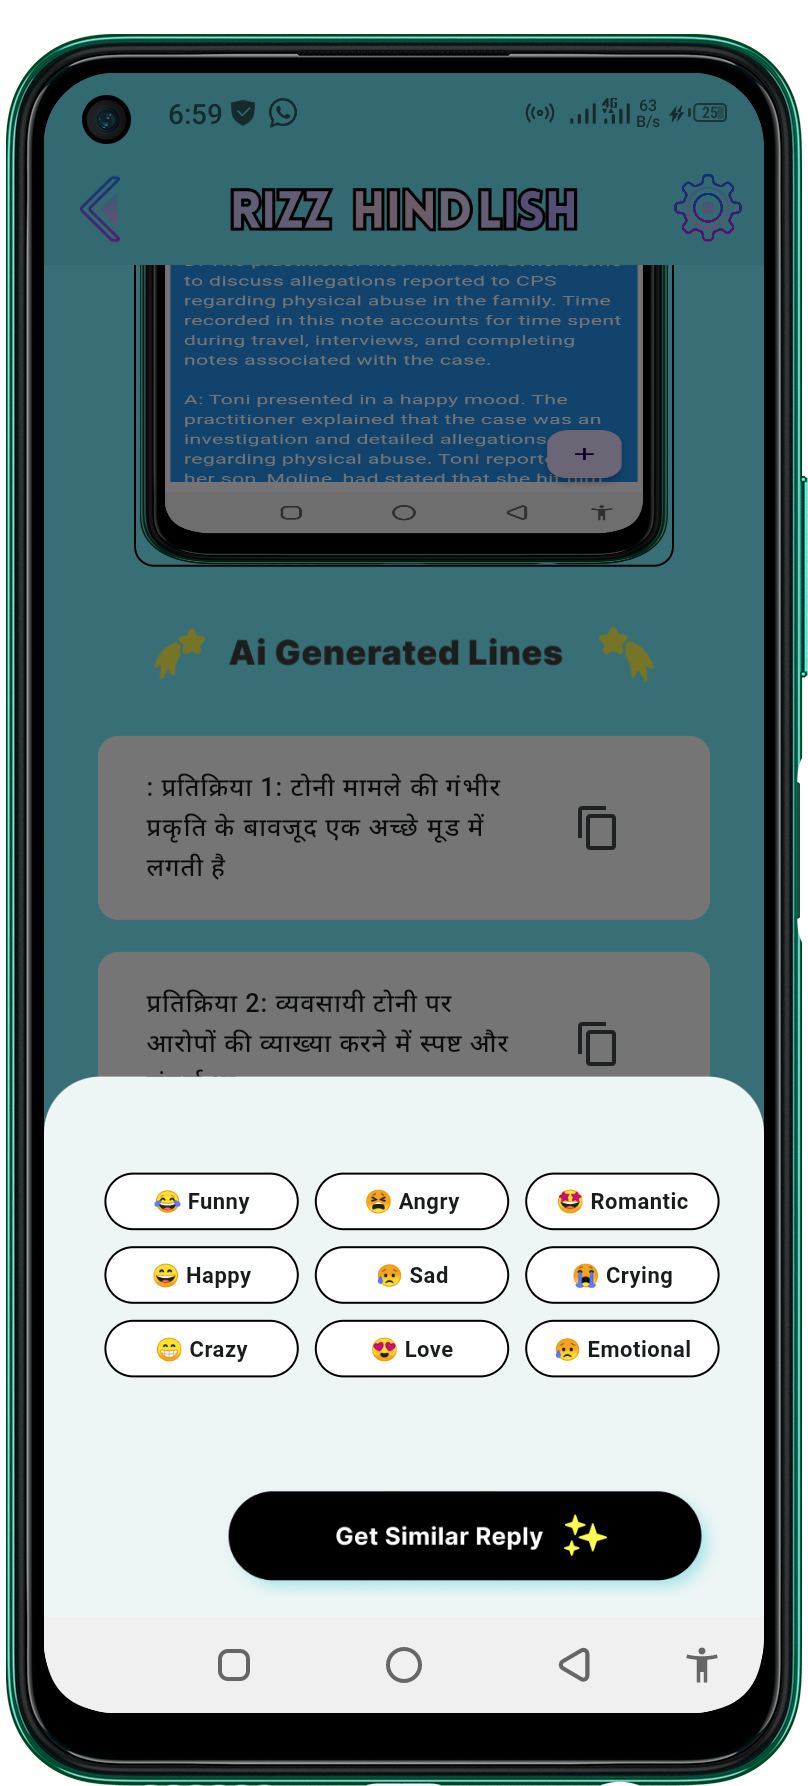 6:59
4G
63
B/s
25
RIZZ HINDLISH
to discuss allegations reported to CPS
regarding physical abuse in the family. Time
recorded in this note accounts for time spent
during travel, interviews, and completing
notes associated with the case.
A: Toni presented in a happy mood. The
practitioner explained that the case was an
investigation and detailed allegations
regarding physical abuse. Toni
her son, Moline, had stated that she hit him
Ai Generated Lines
: प्रतिक्रिया 1: टोनी मामले की गंभीर
प्रकृति के बावजूद एक अच्छे मूड में
लगती है
प्रतिक्रिया 2: व्यवसायी टोनी पर
आरोपों की व्याख्या करने में स्पष्ट और
😂 Funny
😫 Angry
🤩 Romantic
😄 Happy
😥 Sad
😭 Crying
😁 Crazy
😍 Love
😥 Emotional
Get Similar Reply